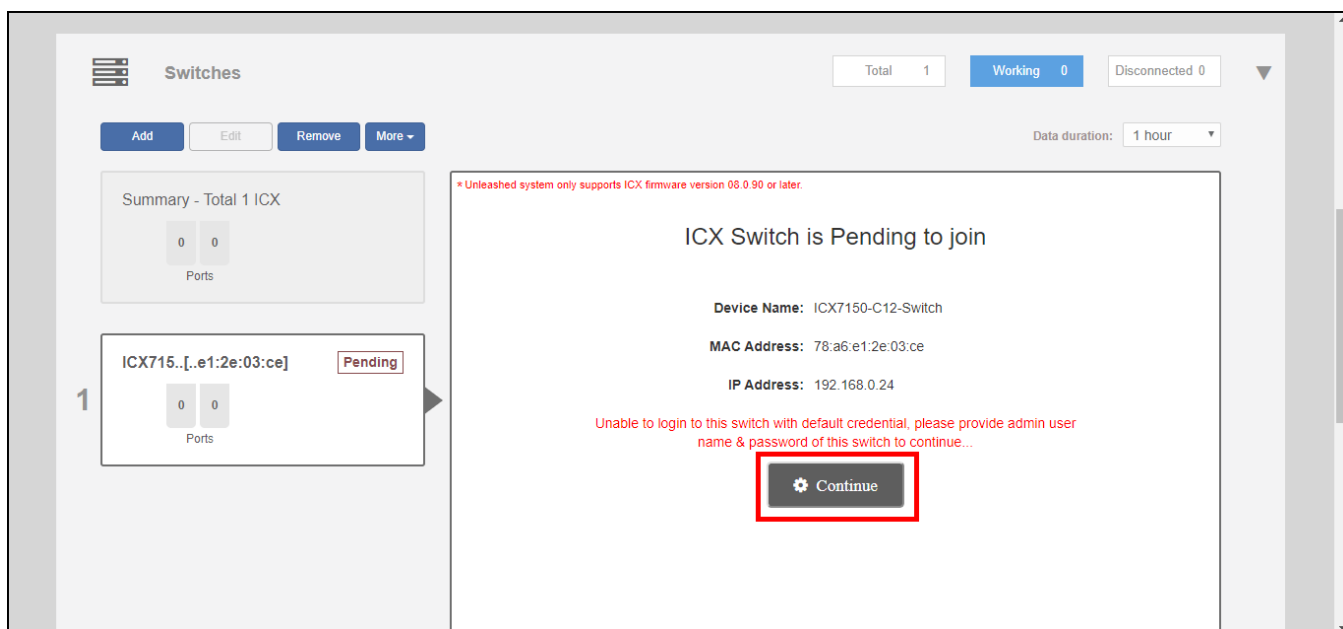 Switches
Total 1
Working 0
Disconnected 0
Add
Edit
Remove
More
Data duration: 1 hour
Summary - Total 1 ICX
0 0
Ports
1
ICX715..[..e1:2e:03:ce]
Pending
0 0
Ports
* Unleashed system only supports ICX firmware version 08.0.90 or later.
ICX Switch is Pending to join
Device Name: ICX7150-C12-Switch
MAC Address: 78:a6:e1:2e:03:ce
IP Address: 192.168.0.24
Unable to login to this switch with default credential, please provide admin user
name & password of this switch to continue...
Continue